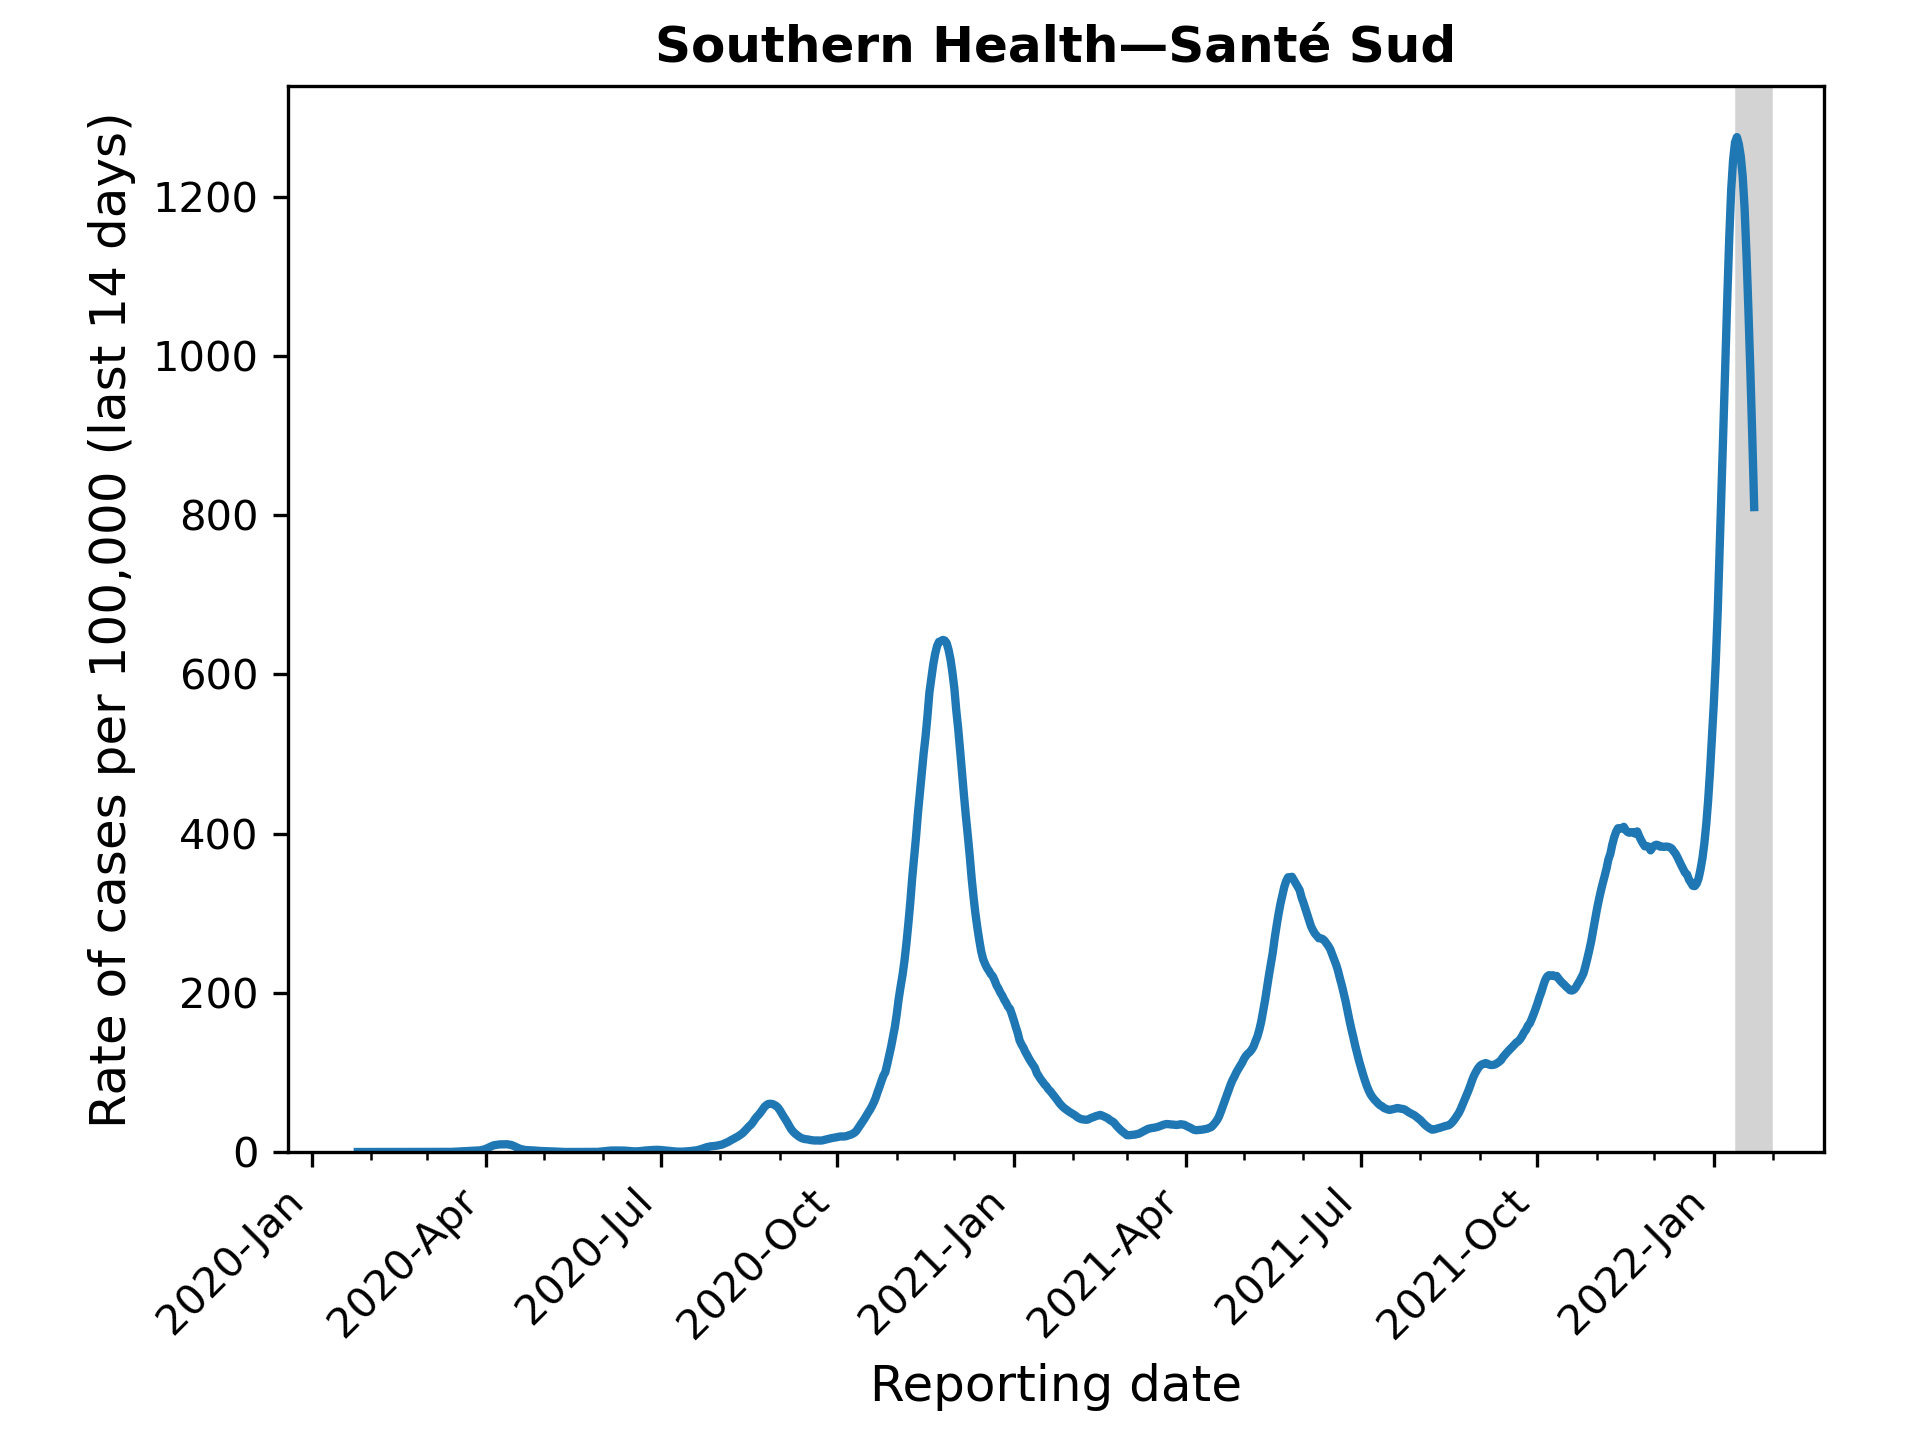 Southern Health—Santé Sud
Rate of cases per 100,000 (last 14 days)
1200
1000
800
600
400
200
0
2020-Jan
2020-Apr
2020-Jul
2020-Oct
2021-Jan
2021-Apr
2021-Jul
2021-Oct
2022-Jan
Reporting date